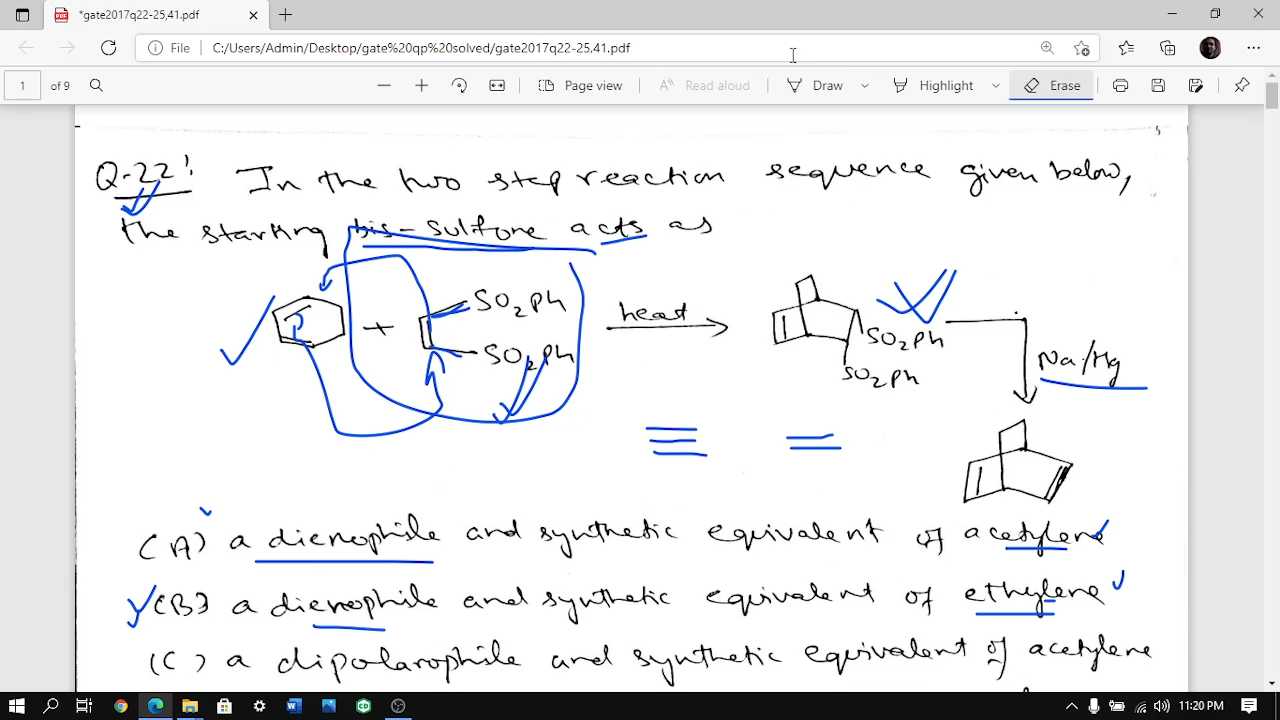 *gate2017q22-25,41.pdf
File C:/Users/Admin/Desktop/gate%20qp%20solved/gate2017q22-25,41.pdf
1 of 9 Page view Read aloud Draw Highlight Erase
Q-22! In the two step reaction sequence given below,
the starting bis-sulfone acts as
+ SO2Ph SO2Ph heat SO2Ph SO2Ph Na/Hg
(A) a dienophile and synthetic equivalent of acetylene
(B) a dienophile and synthetic equivalent of ethylene
(C) a dipolarophile and synthetic equivalent of acetylene
11:20 PM